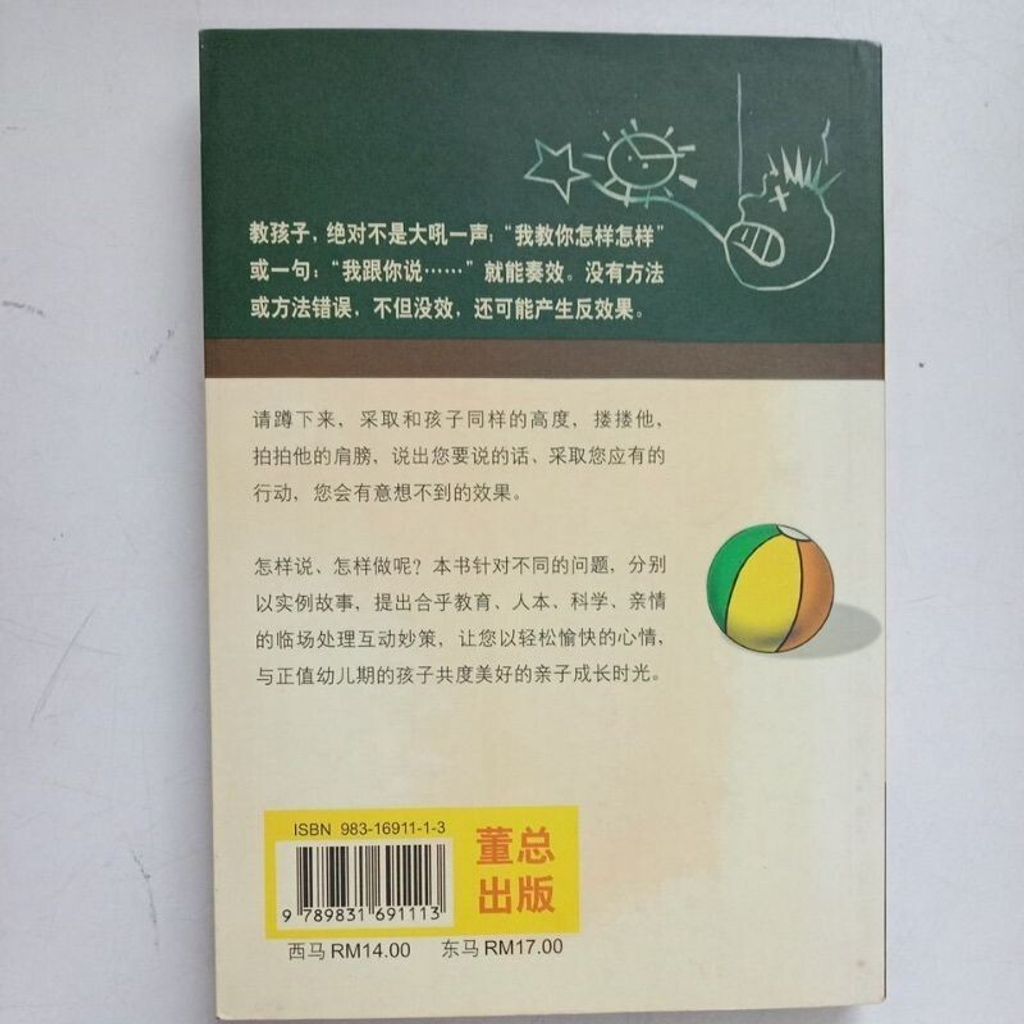 教孩子，绝对不是大吼一声：“我教你怎样怎样”
或一句：“我跟你说……”就能奏效。没有方法
或方法错误，不但没效，还可能产生反效果。
请蹲下来，采取和孩子同样的高度，搂搂他，
拍拍他的肩膀，说出您要说的话、采取您应有的
行动，您会有意想不到的效果。
怎样说、怎样做呢？本书针对不同的问题，分别
以实例故事，提出合乎教育、人本、科学、亲情
的临场处理互动妙策，让您以轻松愉快的心情，
与正值幼儿期的孩子共度美好的亲子成长时光。
ISBN 983-16911-1-3
9 789831 691113
董总
出版
西马 RM14.00 东马 RM17.00